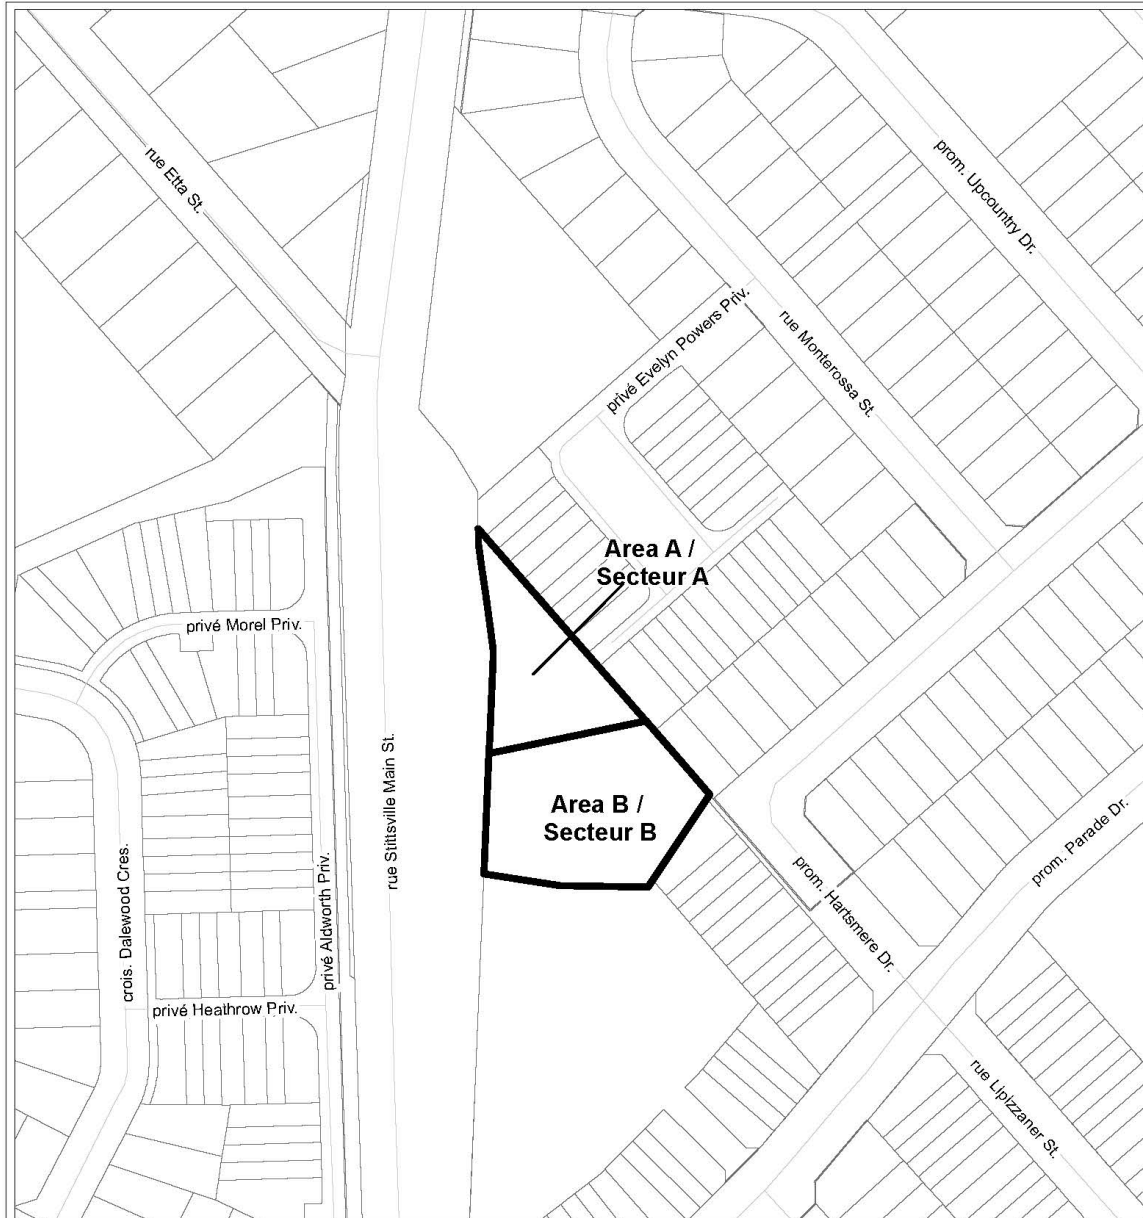 rue Etta St.
prom. Upcountry Dr.
privé Evelyn Powers Priv.
rue Monterossa St.
Area A /
Secteur A
privé Morel Priv.
rue Stittsville Main St.
Area B /
Secteur B
prom. Parade Dr.
crois. Dalewood Cres.
privé Aldworth Priv.
prom. Hartsmere Dr.
privé Heathrow Priv.
rue Lipizzaner St.